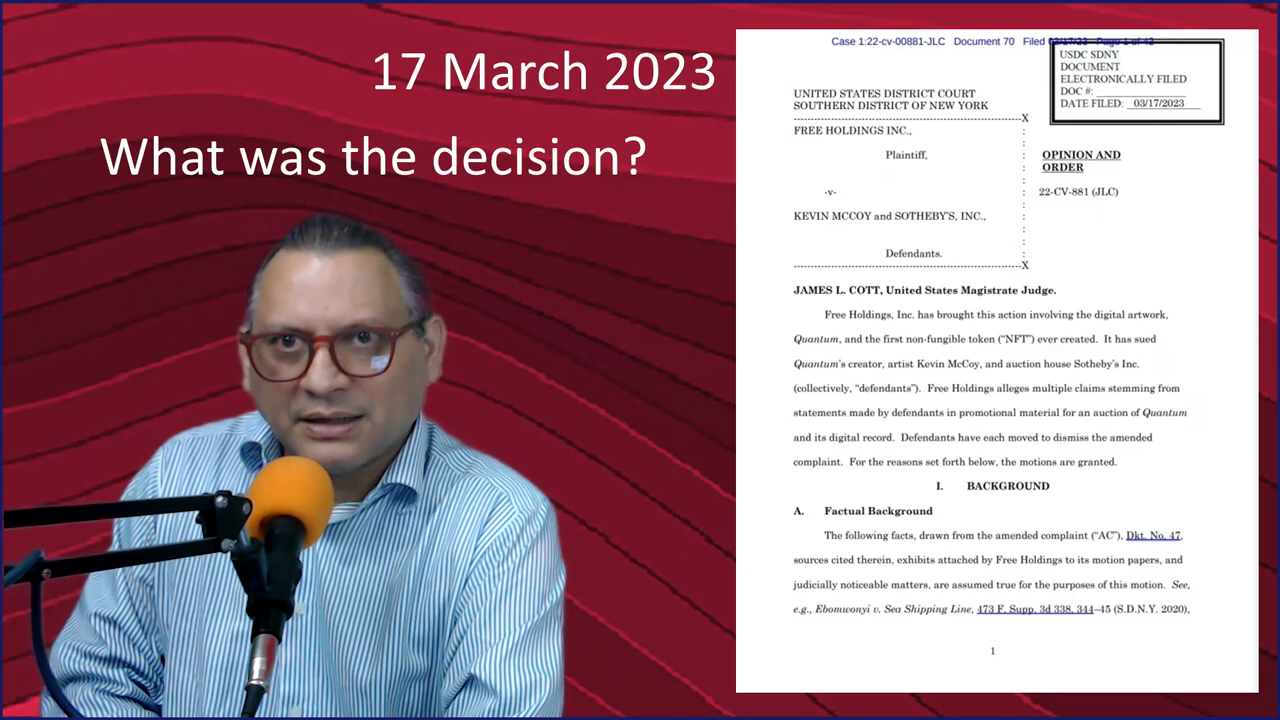 17 March 2023
What was the decision?
Case 1:22-cv-00881-JLC Document 70 Filed 03/17/23 Page 1 of 43
USDC SDNY
DOCUMENT
ELECTRONICALLY FILED
DOC #:
DATE FILED: 03/17/2023
UNITED STATES DISTRICT COURT
SOUTHERN DISTRICT OF NEW YORK
---------------------------------------------------------------------X
FREE HOLDINGS INC.,
Plaintiff,
OPINION AND
ORDER
-v-
22-CV-881 (JLC)
KEVIN MCCOY and SOTHEBY'S, INC.,
Defendants.
---------------------------------------------------------------------X
JAMES L. COTT, United States Magistrate Judge.
Free Holdings, Inc. has brought this action involving the digital artwork,
Quantum, and the first non-fungible token (“NFT”) ever created. It has sued
Quantum's creator, artist Kevin McCoy, and auction house Sotheby's Inc.
(collectively, “defendants”). Free Holdings alleges multiple claims stemming from
statements made by defendants in promotional material for an auction of Quantum
and its digital record. Defendants have each moved to dismiss the amended
complaint. For the reasons set forth below, the motions are granted.
I. BACKGROUND
A. Factual Background
The following facts, drawn from the amended complaint (“AC”), Dkt. No. 47,
sources cited therein, exhibits attached by Free Holdings to its motion papers, and
judicially noticeable matters, are assumed true for the purposes of this motion. See,
e.g., Ebomwonyi v. Sea Shipping Line, 473 F. Supp. 3d 338, 344–45 (S.D.N.Y. 2020),
1